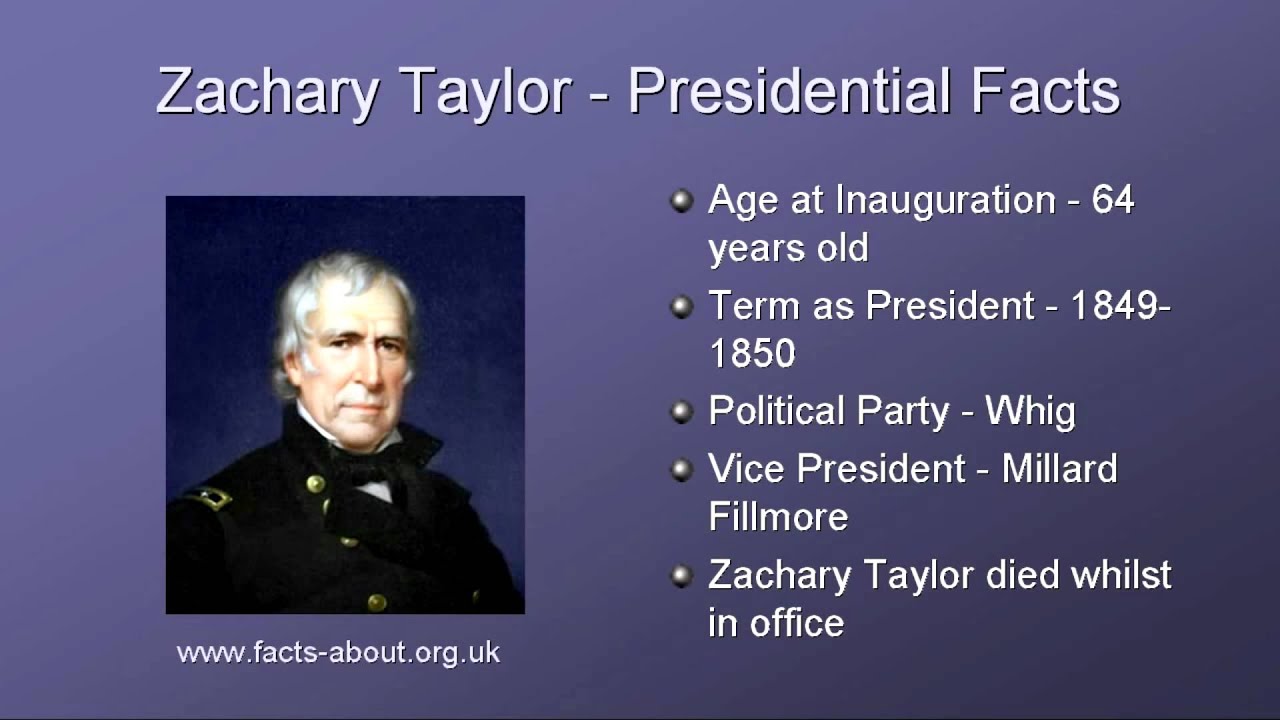 Zachary Taylor - Presidential Facts
Age at Inauguration - 64
years old
Term as President - 1849-
1850
Political Party - Whig
Vice President - Millard
Fillmore
Zachary Taylor died whilst
in office
www.facts-about.org.uk